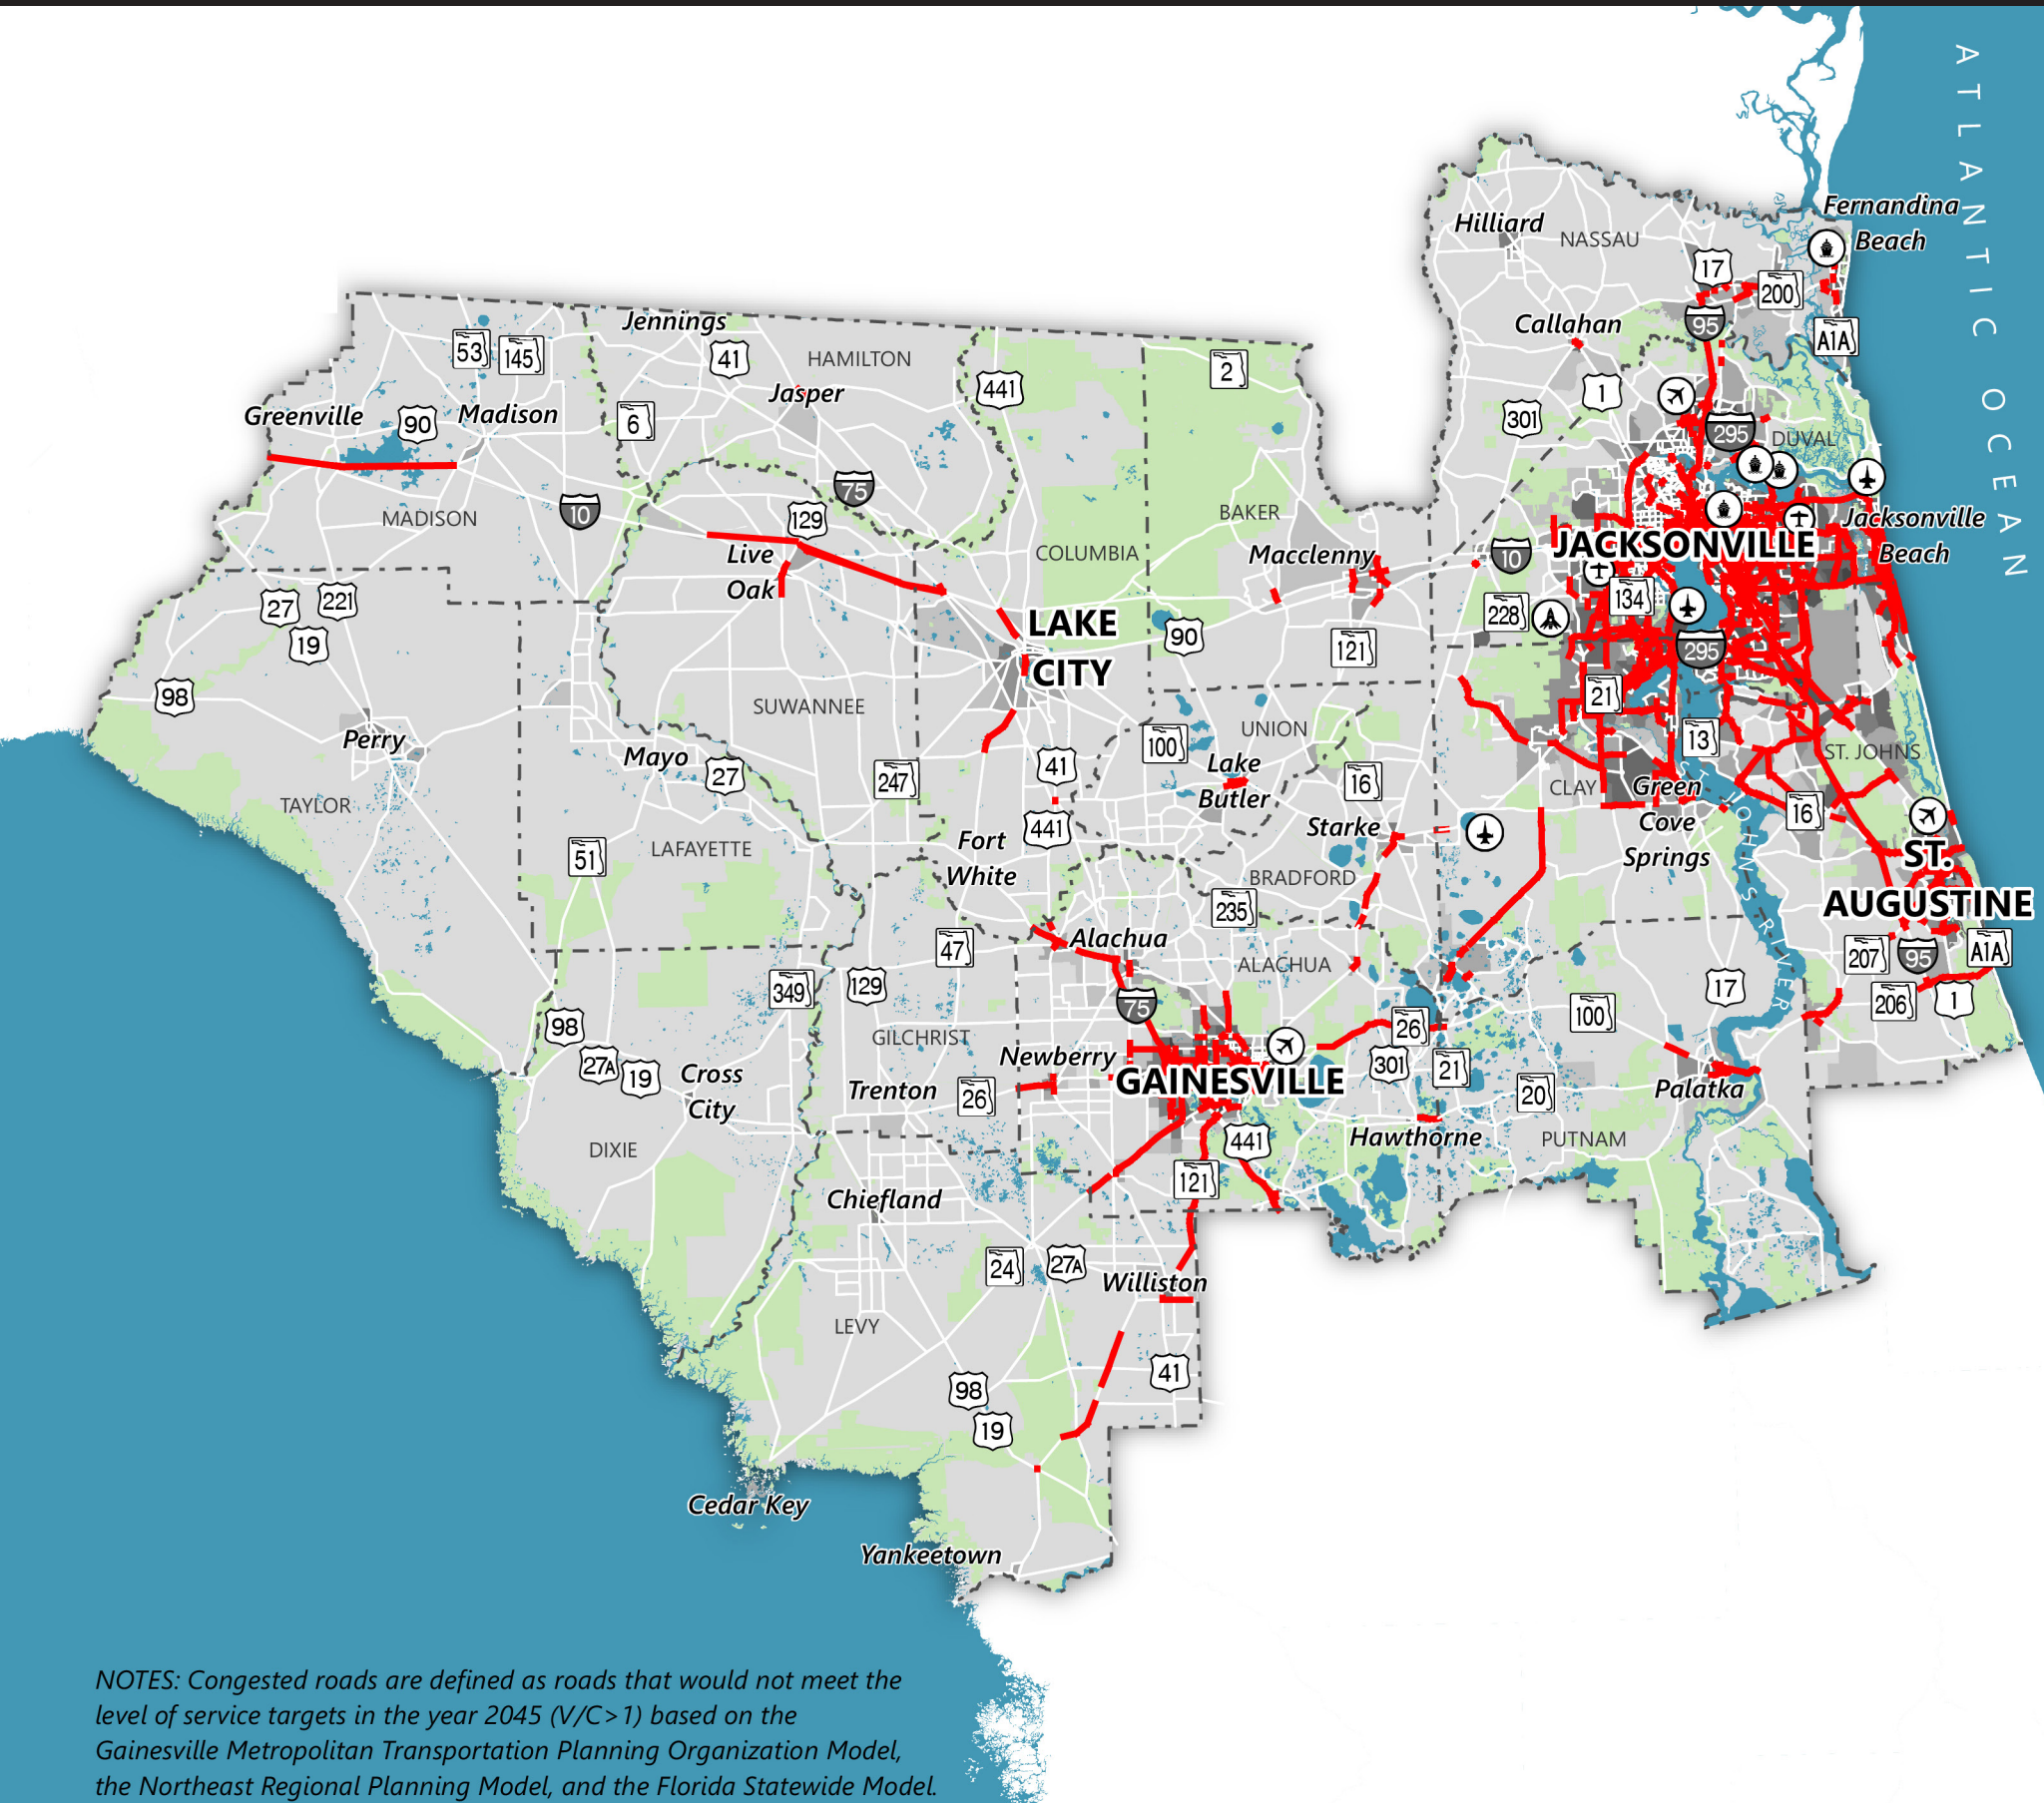 ATLANTIC OCEAN
Fernandina
Beach
Hilliard
NASSAU
17
200
95
A1A
Callahan
Jennings
53
145
41
HAMILTON
441
2
Jasper
Greenville
90
Madison
6
1
301
295
DUVAL
75
10
MADISON
129
BAKER
Jacksonville
Beach
JACKSONVILLE
COLUMBIA
Macclenny
10
Live
Oak
134
228
27
221
19
LAKE
CITY
90
121
295
98
21
SUWANNEE
UNION
13
ST. JOHNS
Perry
100
Mayo
27
41
Lake
Butler
247
16
CLAY
Green
Cove
Springs
TAYLOR
16
ST. JOHNS RIVER
Starke
Fort
White
441
51
LAFAYETTE
BRADFORD
ST.
AUGUSTINE
235
47
Alachua
ALACHUA
207
95
A1A
349
129
75
17
206
1
98
GILCHRIST
26
100
27A
19
Cross
City
Newberry
301
21
GAINESVILLE
Trenton
26
20
Palatka
DIXIE
441
Hawthorne
PUTNAM
121
Chiefland
24
27A
Williston
LEVY
41
98
19
Cedar Key
Yankeetown
NOTES: Congested roads are defined as roads that would not meet the
level of service targets in the year 2045 (V/C>1) based on the
Gainesville Metropolitan Transportation Planning Organization Model,
the Northeast Regional Planning Model, and the Florida Statewide Model.